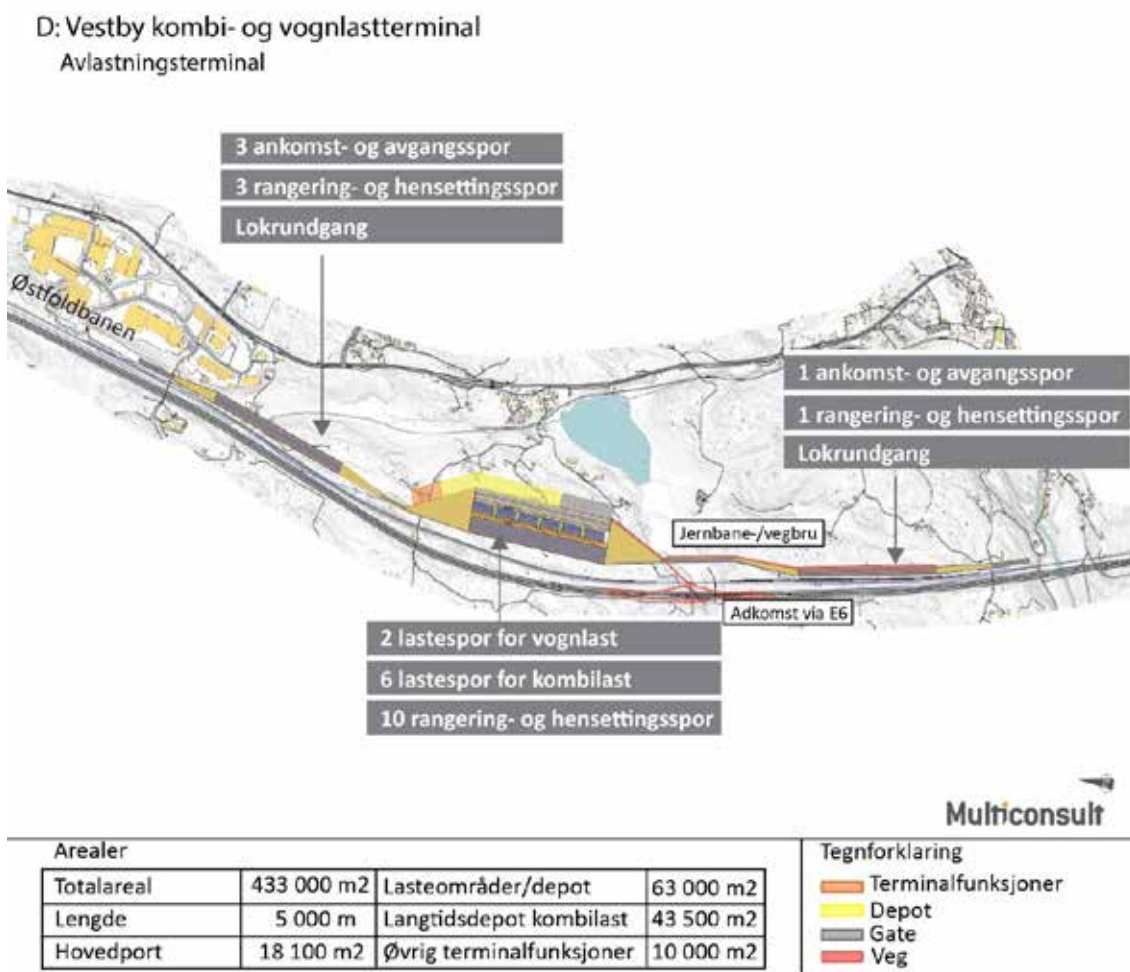 D: Vestby kombi- og vognlastterminal
Avlastningsterminal
3 ankomst- og avgangsspor
3 rangering- og hensettingsspor
Lokrundgang
Østfoldbanen
1 ankomst- og avgangsspor
1 rangering- og hensettingsspor
Lokrundgang
Jernbane-/vegbru
Adkomst via E6
2 lastespor for vognlast
6 lastespor for kombilast
10 rangering- og hensettingsspor
Multiconsult
Arealer
Totalareal 433 000 m2 Lasteområder/depot 63 000 m2
Lengde 5 000 m Langtidsdepot kombilast 43 500 m2
Hovedport 18 100 m2 Øvrig terminalfunksjoner 10 000 m2
Tegnforklaring
Terminalfunksjoner
Depot
Gate
Veg